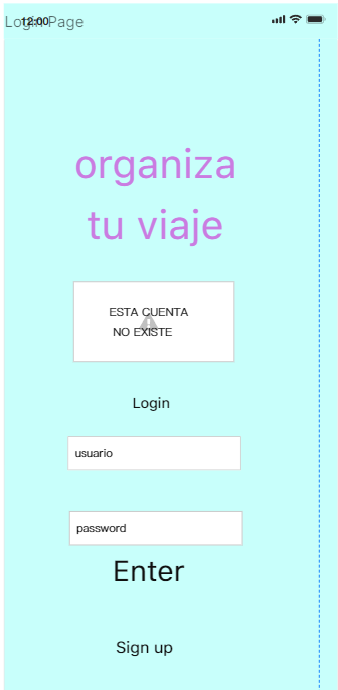 Login Page
12:00
organiza
tu viaje
ESTA CUENTA
NO EXISTE
Login
usuario
password
Enter
Sign up